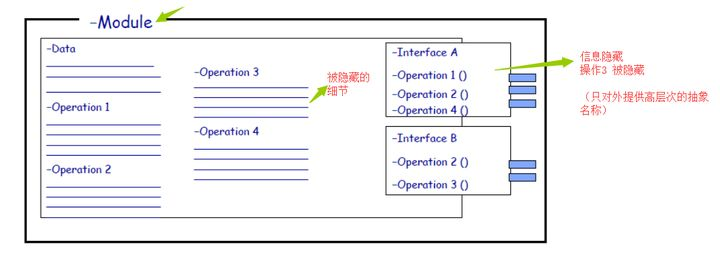 -Module
-Data
-Operation 1
-Operation 2
-Operation 3
-Operation 4
被隐藏的
细节
-Interface A
-Operation 1 ()
-Operation 2 ()
-Operation 4 ()
-Interface B
-Operation 2 ()
-Operation 3 ()
信息隐藏
操作3 被隐藏
（只对外提供高层次的抽象
名称）